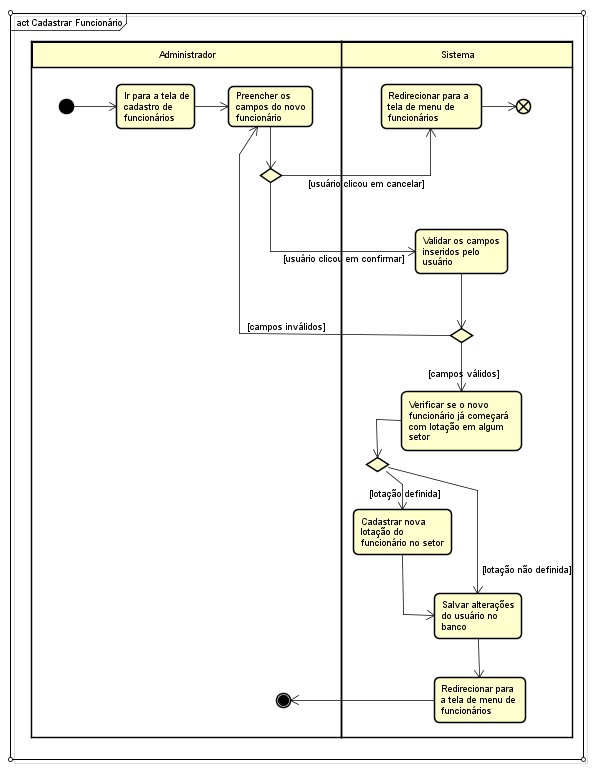 act Cadastrar Funcionário
Administrador
Sistema
Ir para a tela de
cadastro de
funcionários
Preencher os
campos do novo
funcionário
Redirecionar para a
tela de menu de
funcionários
[usuário clicou em cancelar]
[usuário clicou em confirmar]
Validar os campos
inseridos pelo
usuário
[campos inválidos]
[campos válidos]
Verificar se o novo
funcionário já começará
com lotação em algum
setor
[lotação definida]
Cadastrar nova
lotação do
funcionário no setor
[lotação não definida]
Salvar alterações
do usuário no
banco
Redirecionar para
a tela de menu de
funcionários